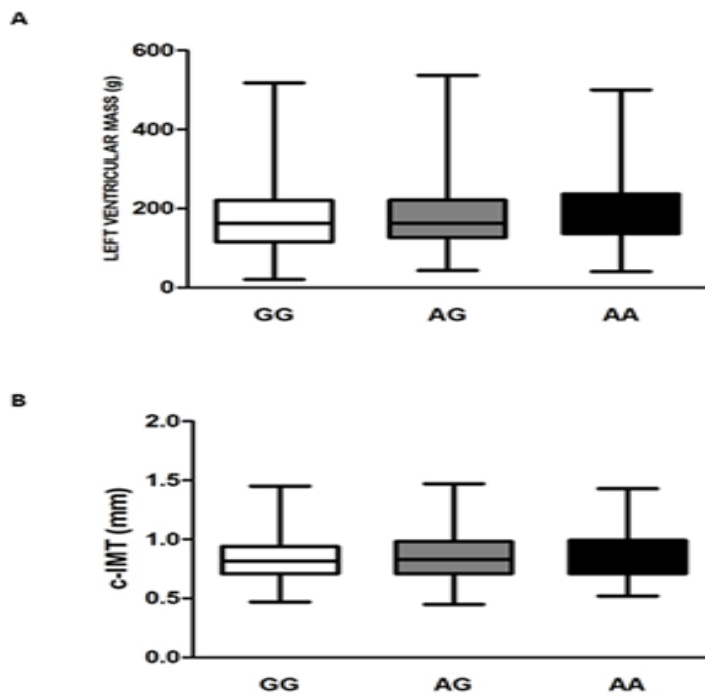 A
LEFT VENTRICULAR MASS (g)
600
400
200
0
GG AG AA
B
c-IMT (mm)
2.0
1.5
1.0
0.5
0.0
GG AG AA